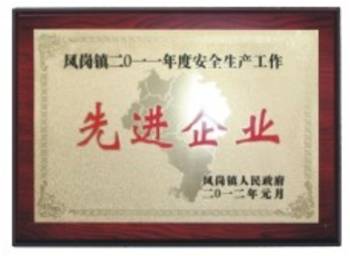 凤岗镇二〇一一年度安全生产工作
先进企业
凤岗镇人民政府
二〇一二年元月